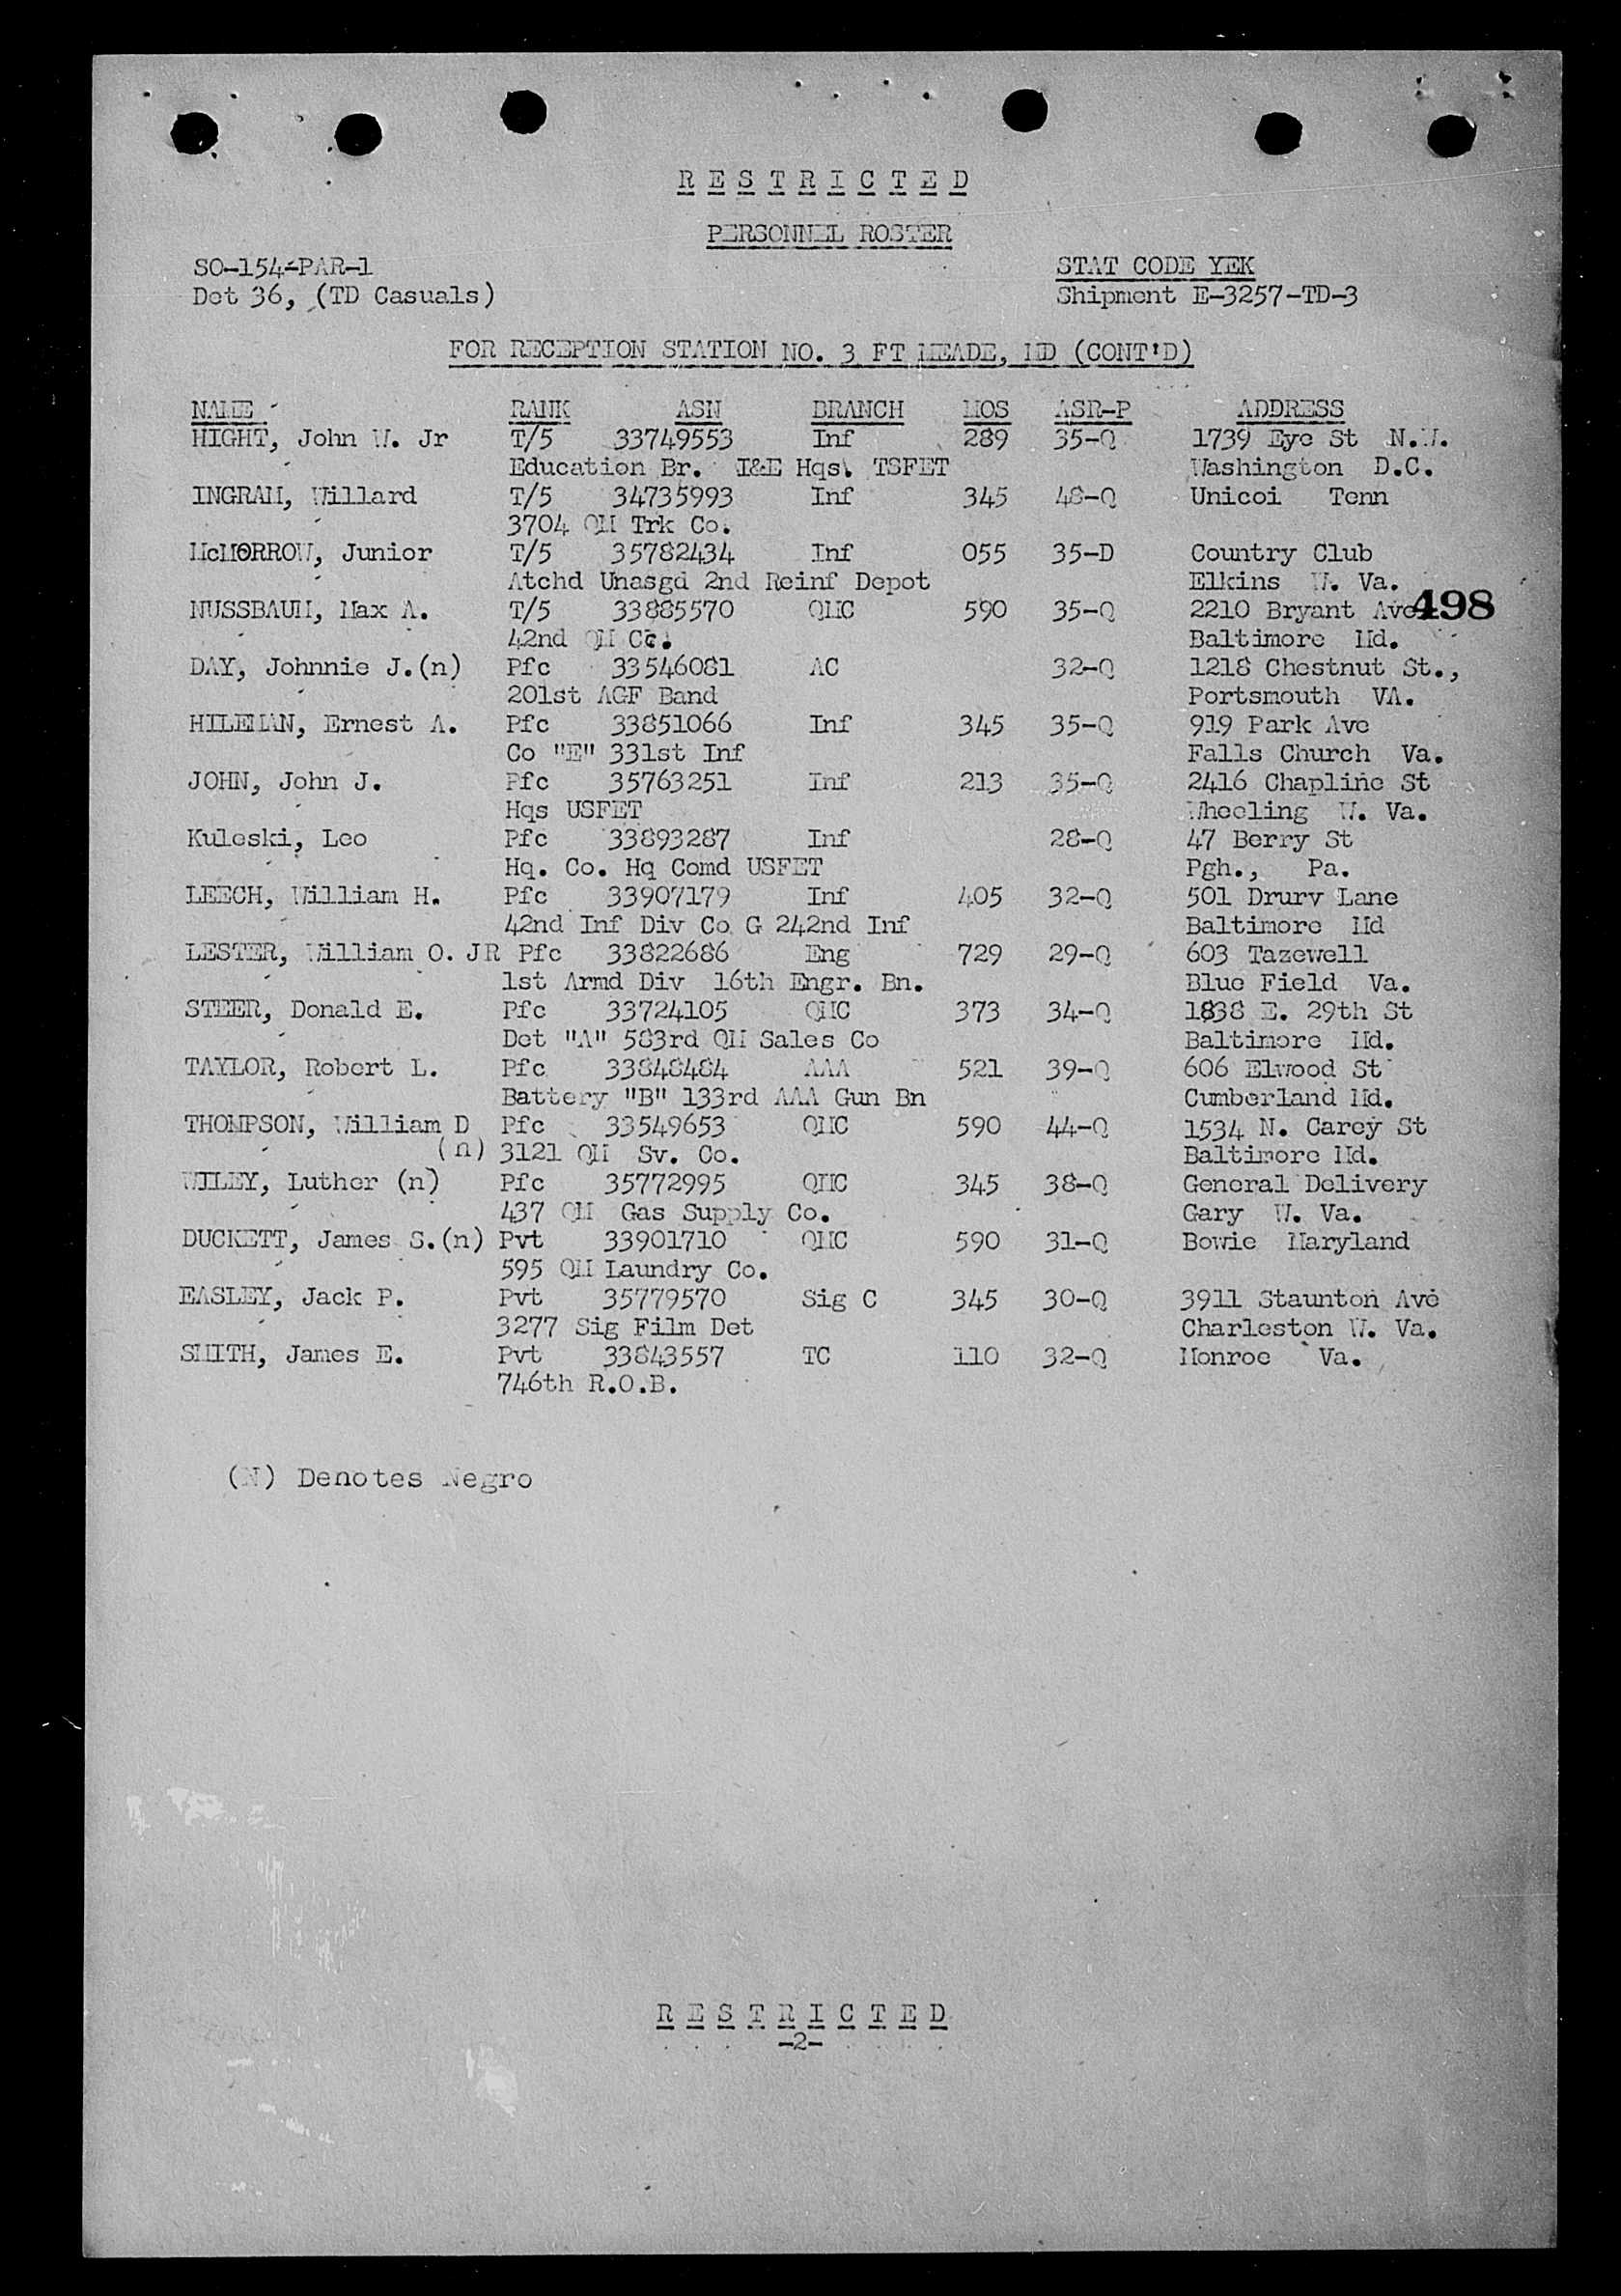 RESTRICTED
PERSONNEL ROSTER
SO-154-PAR-1 STAT CODE YEK
Det 36, (TD Casuals) Shipment E-3257-TD-3
FOR RECEPTION STATION NO. 3 FT MEADE, MD (CONT'D)
NAME RANK ASN BRANCH MOS ASR-P ADDRESS
HIGHT, John W. Jr T/5 33749553 Inf 289 35-Q 1739 Eye St N.W.
Education Br. I&E Hqs. TSFET Washington D.C.
INGRAM, Willard T/5 34735993 Inf 345 48-Q Unicoi Tenn
3704 QM Trk Co.
McMORROW, Junior T/5 35782434 Inf 055 35-D Country Club
Atchd Unasgd 2nd Reinf Depot Elkins W. Va.
NUSSBAUM, Max A. T/5 33885570 QMC 590 35-Q 2210 Bryant Ave 498
42nd QM Co. Baltimore Md.
DAY, Johnnie J.(n) Pfc 33546081 AC 32-Q 1218 Chestnut St.,
201st AGF Band Portsmouth VA.
HILEMAN, Ernest A. Pfc 33851066 Inf 345 35-Q 919 Park Ave
Co "E" 331st Inf Falls Church Va.
JOHN, John J. Pfc 35763251 Inf 213 35-Q 2416 Chapline St
Hqs USFET Wheeling W. Va.
Kuleski, Leo Pfc 33893287 Inf 28-Q 47 Berry St
Hq. Co. Hq Comd USFET Pgh., Pa.
LEECH, William H. Pfc 33907179 Inf 405 32-Q 501 Drury Lane
42nd Inf Div Co G 242nd Inf Baltimore Md
LESTER, William O. JR Pfc 33822686 Eng 729 29-Q 603 Tazewell
1st Armd Div 16th Engr. Bn. Blue Field Va.
STEER, Donald E. Pfc 33724105 QMC 373 34-Q 1838 E. 29th St
Det "A" 583rd QM Sales Co Baltimore Md.
TAYLOR, Robert L. Pfc 33848484 AAA 521 39-Q 606 Elwood St
Battery "B" 133rd AAA Gun Bn Cumberland Md.
THOMPSON, William D Pfc 33549653 QMC 590 44-Q 1534 N. Carey St
(n) 3121 QM Sv. Co. Baltimore Md.
WILEY, Luther (n) Pfc 35772995 QMC 345 38-Q General Delivery
437 QM Gas Supply Co. Gary W. Va.
DUCKETT, James S.(n) Pvt 33901710 QMC 590 31-Q Bowie Maryland
595 QM Laundry Co.
EASLEY, Jack P. Pvt 35779570 Sig C 345 30-Q 3911 Staunton Ave
3277 Sig Film Det Charleston W. Va.
SMITH, James E. Pvt 33843557 TC 110 32-Q Monroe Va.
746th R.O.B.
(N) Denotes Negro
RESTRICTED
-2-